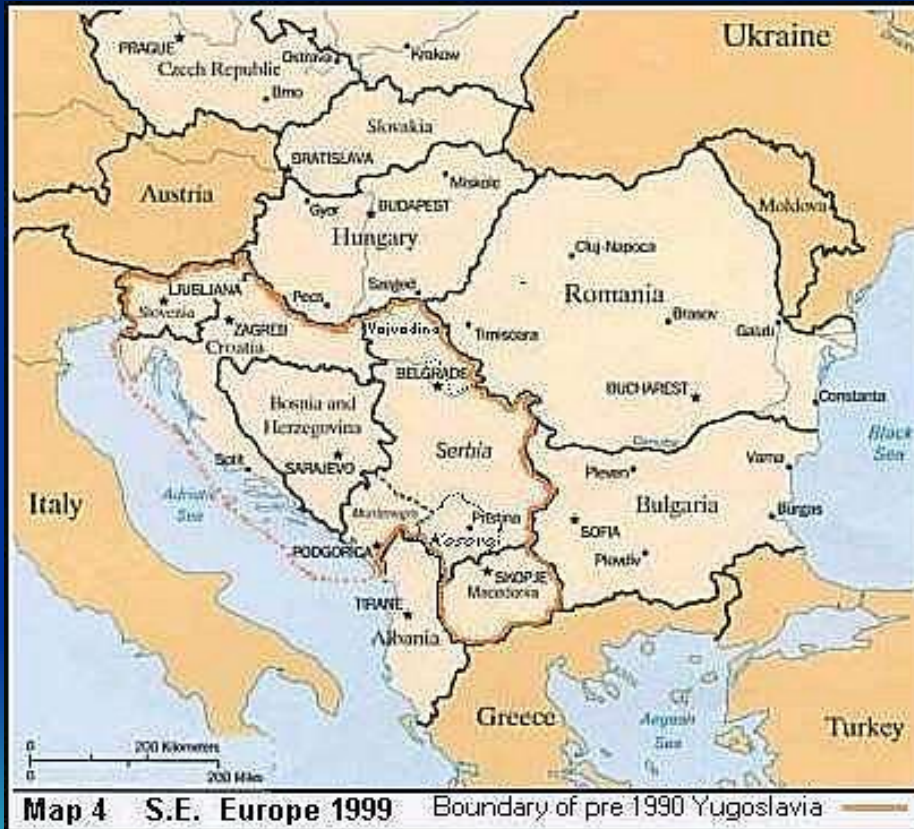 PRAGUE
Czech Republic
Ostrava
Krakow
Brno
Ukraine
Slovakia
BRATISLAVA
Austria
Miskolc
Gyor
BUDAPEST
Hungary
Moldova
Cluj-Napoca
Romania
Pecs
Szeged
LJUBLJANA
Slovenia
ZAGREB
Croatia
Vojvodina
Timisoara
Brasov
Galati
BELGRADE
BUCHAREST
Constanta
Bosnia and
Herzegovina
Danube
Black
Sea
Split
SARAJEVO
Serbia
Pleven
Varna
Italy
Adriatic
Sea
Montenegro
Pristina
Kosovo
Bulgaria
SOFIA
Burgas
PODGORICA
Plovdiv
SKOPJE
Macedonia
TIRANE
Albania
Greece
Aegean
Sea
Turkey
0 200 Kilometers
0 200 Miles
Map 4 S.E. Europe 1999 Boundary of pre 1990 Yugoslavia